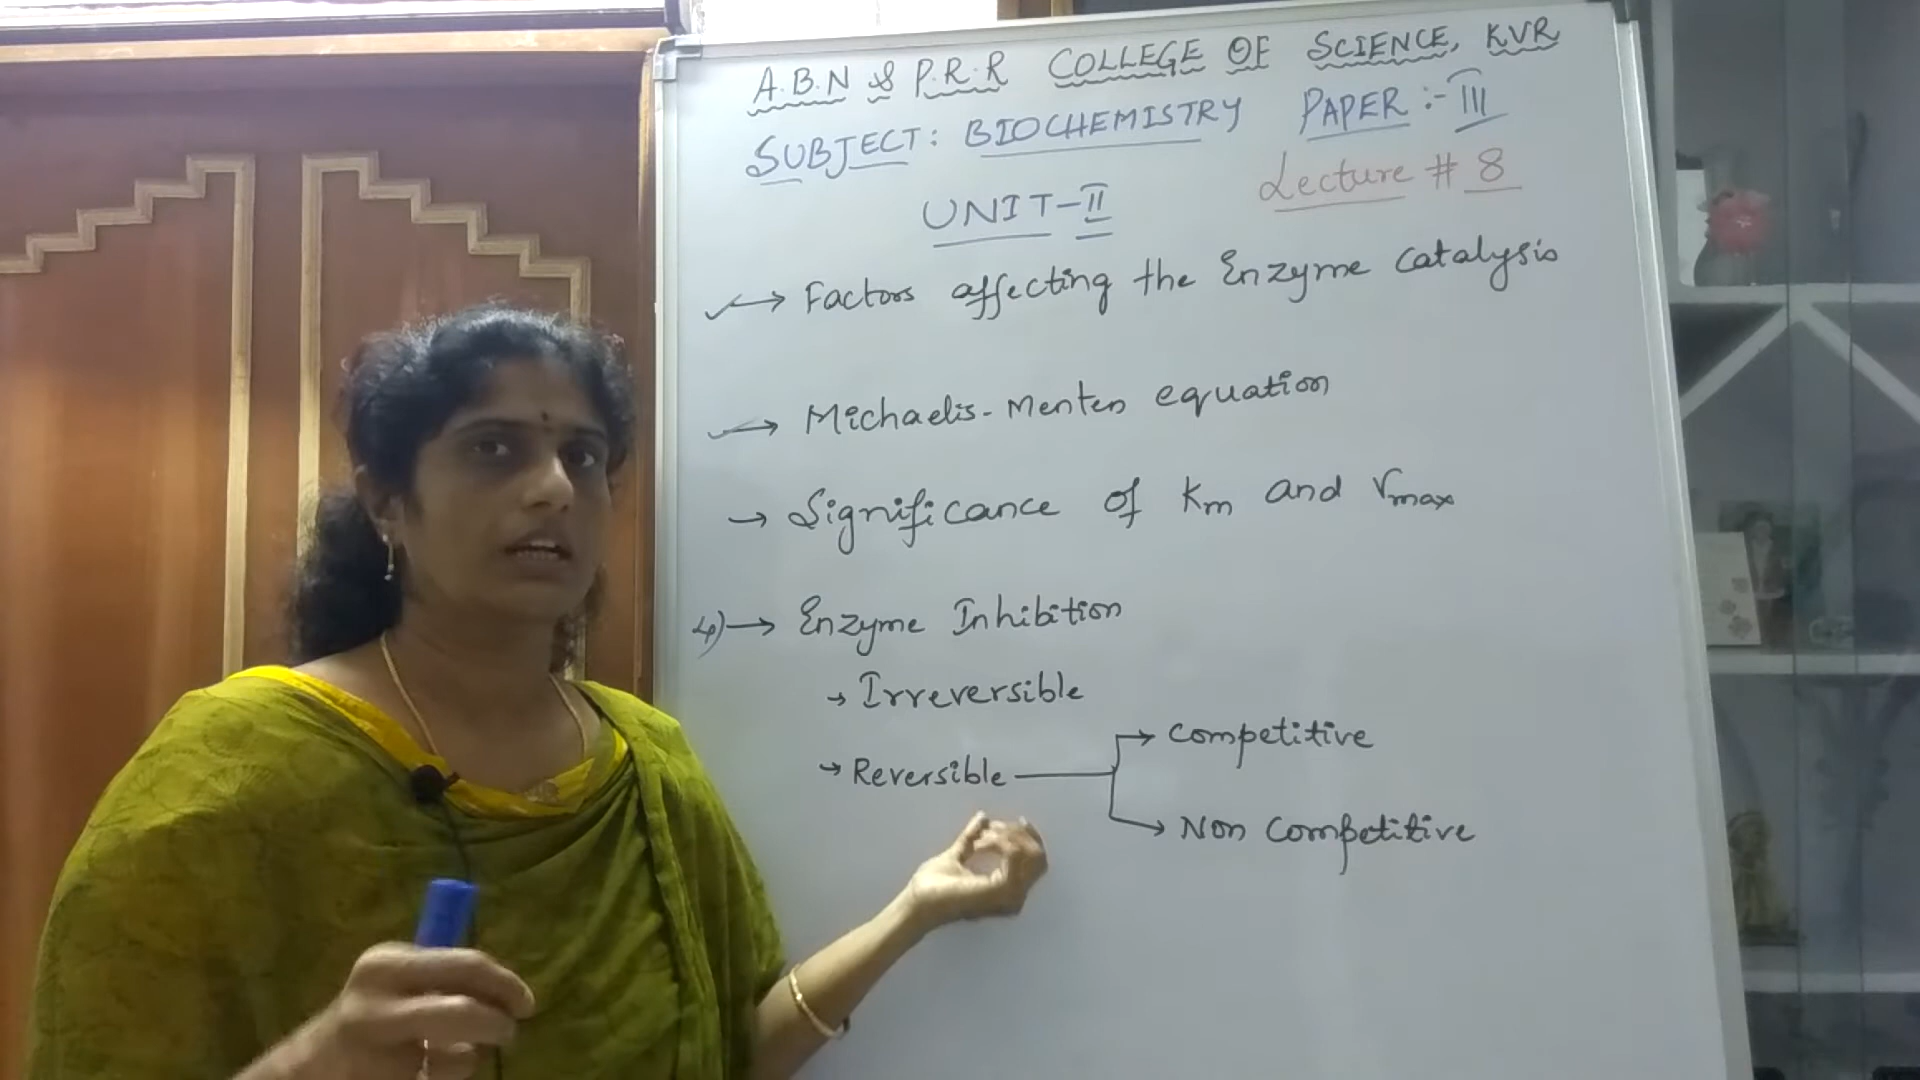 A.B.N & P.R.R COLLEGE OF SCIENCE, KVR
SUBJECT: BIOCHEMISTRY PAPER:- III
UNIT-II Lecture # 8
→ Factors affecting the Enzyme catalysis
→ Michaelis-Menten equation
→ Significance of Km and Vmax
4) → Enzyme Inhibition
→ Irreversible
→ Competitive
→ Reversible
→ Non Competitive